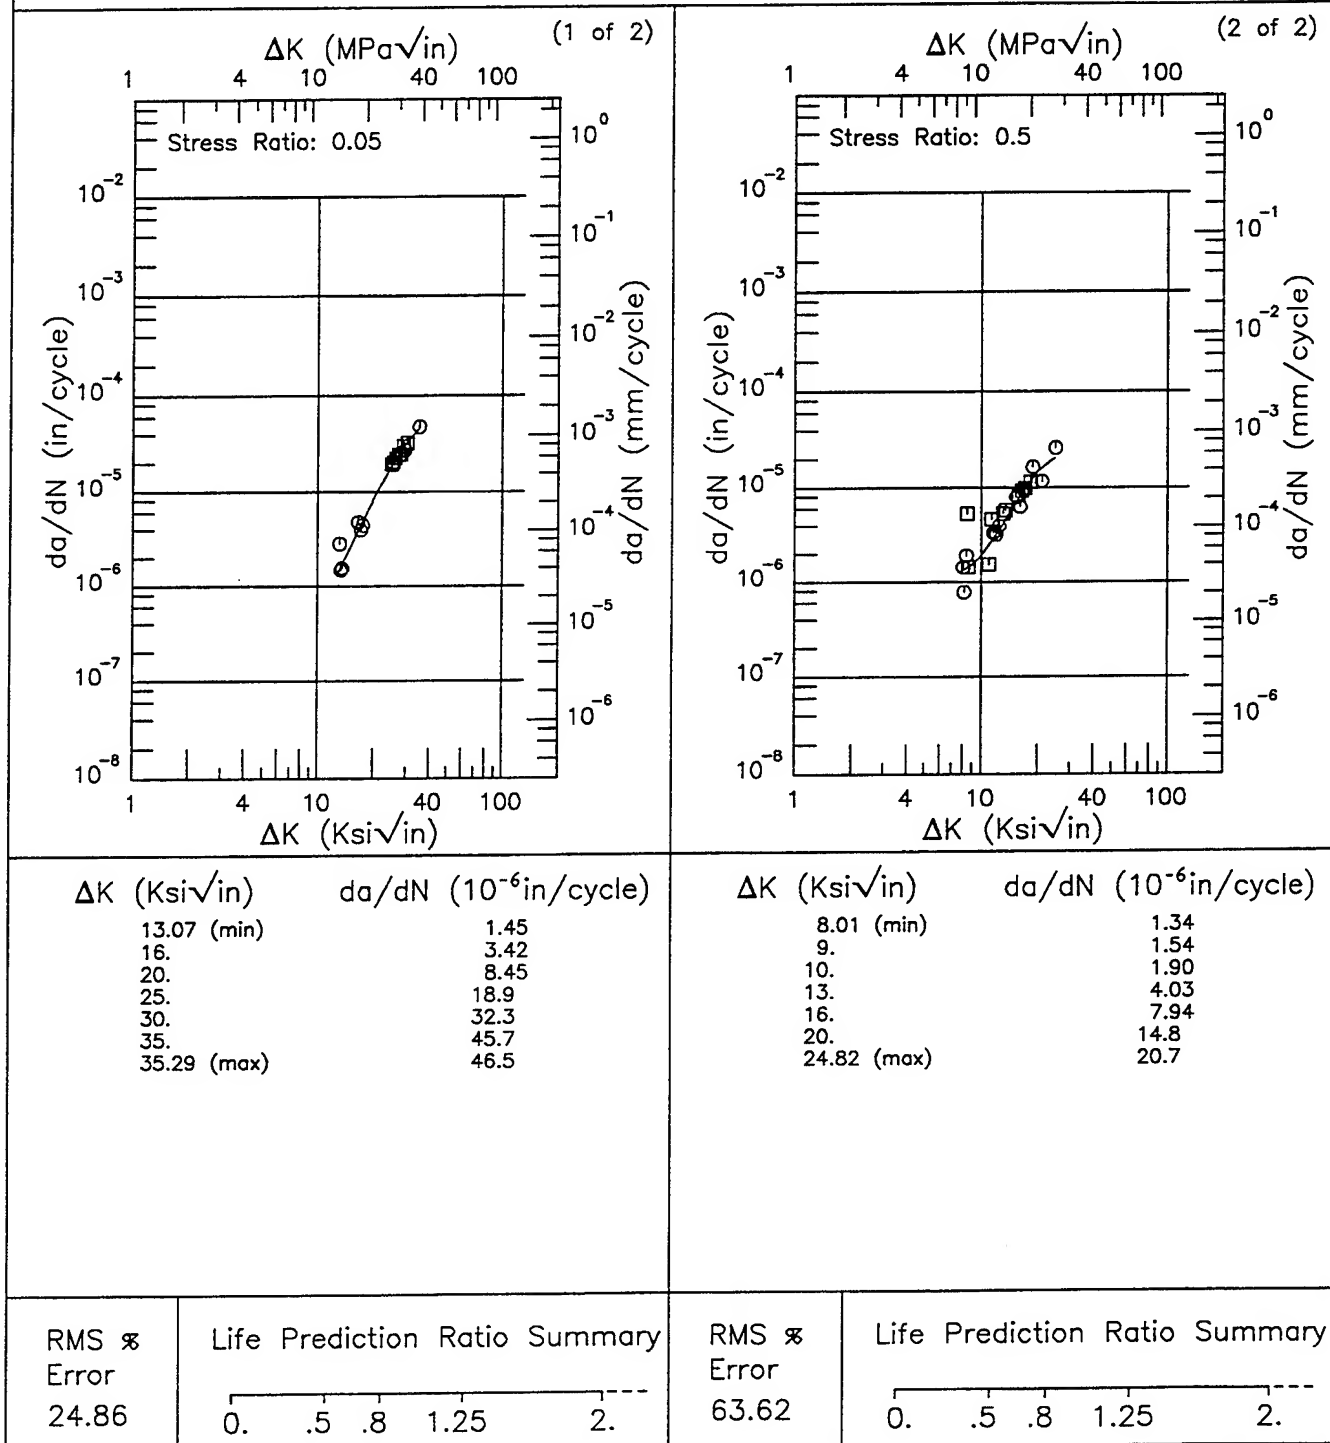 (1 of 2)
ΔK (MPa√in)
1 4 10 40 100
Stress Ratio: 0.05
da/dN (in/cycle)
10⁻²
10⁻³
10⁻⁴
10⁻⁵
10⁻⁶
10⁻⁷
10⁻⁸
10⁰
10⁻¹
10⁻²
10⁻³
10⁻⁴
10⁻⁵
10⁻⁶
da/dN (mm/cycle)
1 4 10 40 100
ΔK (Ksi√in)
(2 of 2)
ΔK (MPa√in)
1 4 10 40 100
Stress Ratio: 0.5
da/dN (in/cycle)
10⁻²
10⁻³
10⁻⁴
10⁻⁵
10⁻⁶
10⁻⁷
10⁻⁸
10⁰
10⁻¹
10⁻²
10⁻³
10⁻⁴
10⁻⁵
10⁻⁶
da/dN (mm/cycle)
1 4 10 40 100
ΔK (Ksi√in)
ΔK (Ksi√in) da/dN (10⁻⁶in/cycle)
13.07 (min) 1.45
16. 3.42
20. 8.45
25. 18.9
30. 32.3
35. 45.7
35.29 (max) 46.5
ΔK (Ksi√in) da/dN (10⁻⁶in/cycle)
8.01 (min) 1.34
9. 1.54
10. 1.90
13. 4.03
16. 7.94
20. 14.8
24.82 (max) 20.7
RMS %
Error
24.86
Life Prediction Ratio Summary
0. .5 .8 1.25 2.
RMS %
Error
63.62
Life Prediction Ratio Summary
0. .5 .8 1.25 2.